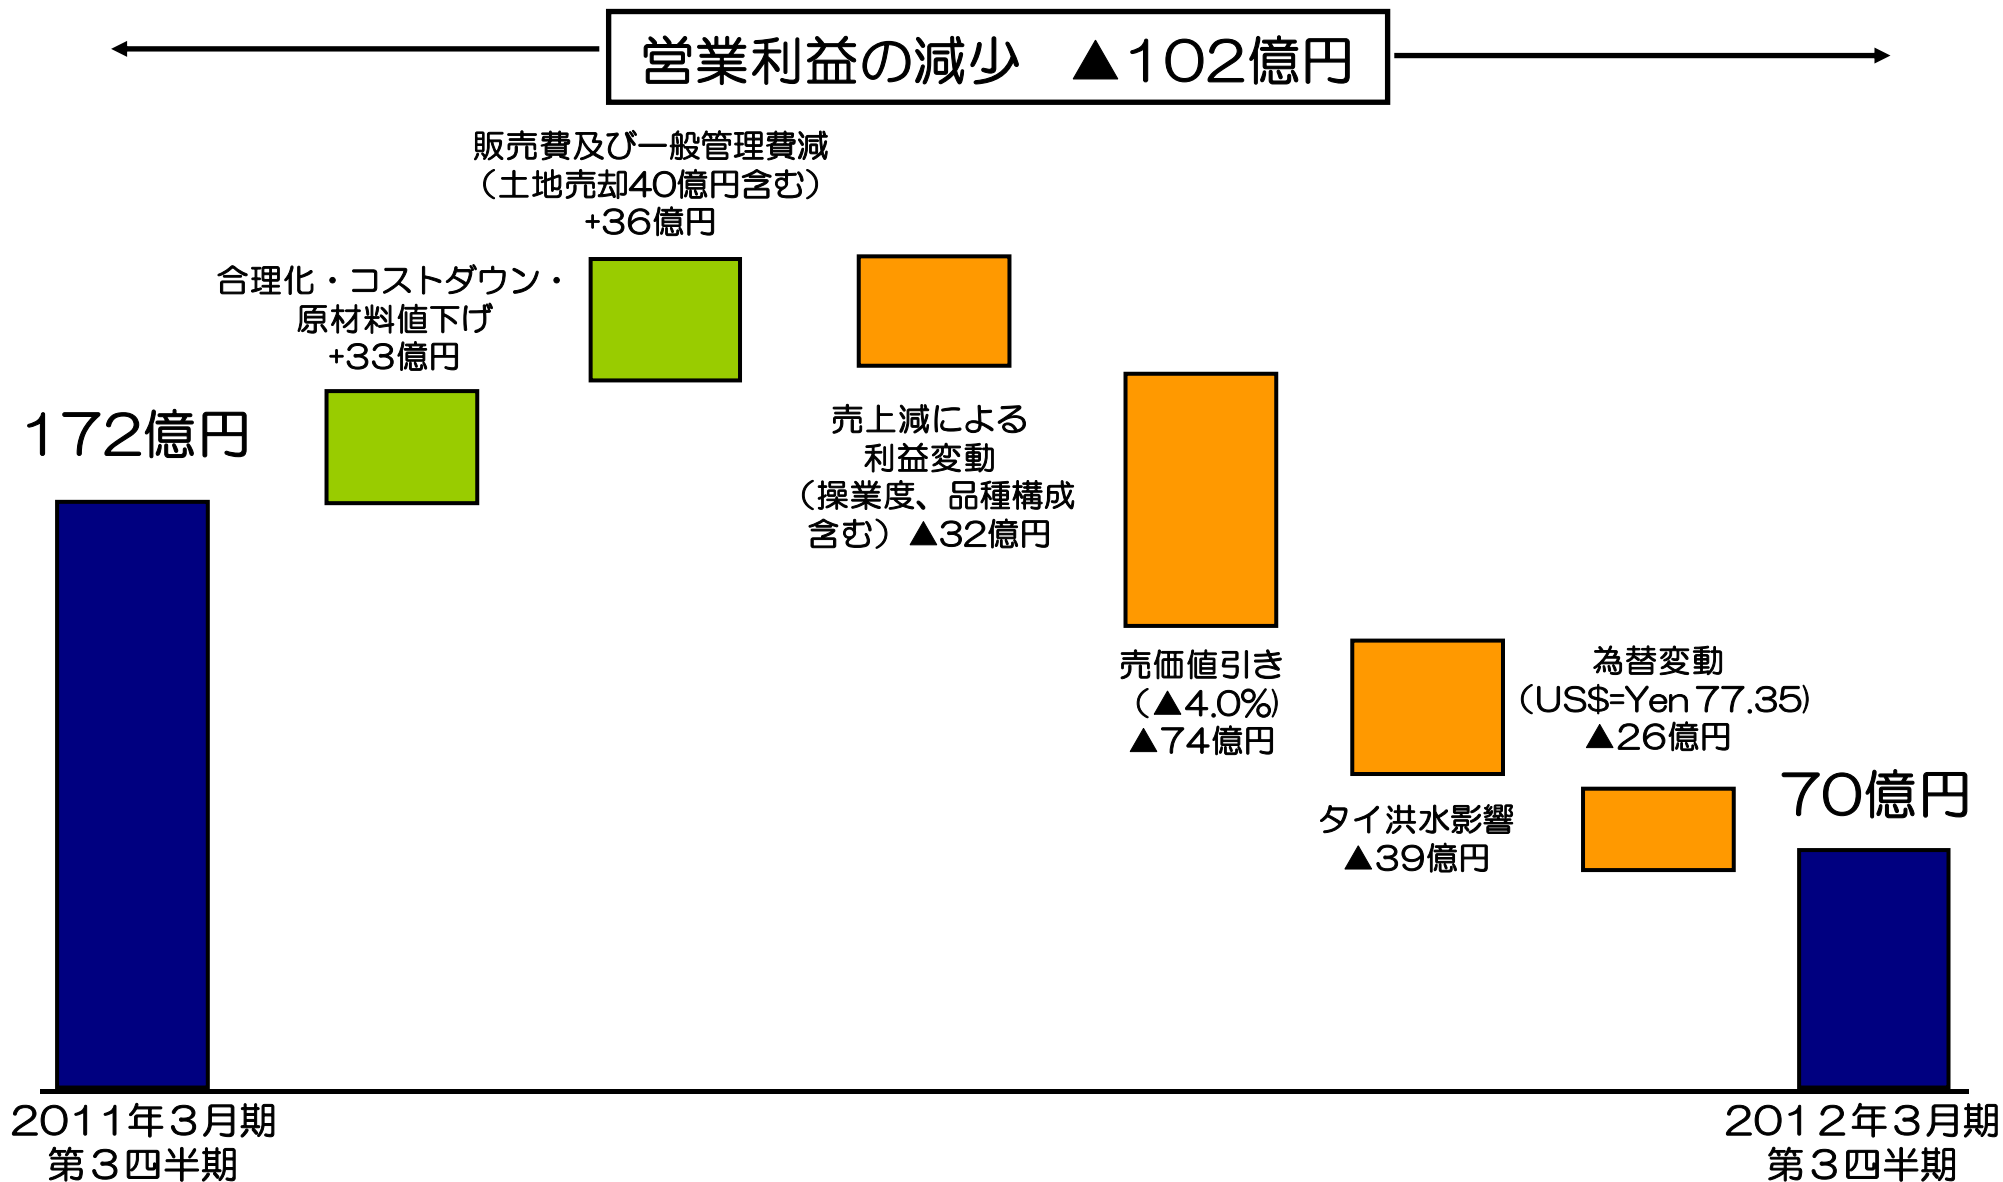 営業利益の減少　▲102億円
販売費及び一般管理費減
（土地売却40億円含む）
+36億円
合理化・コストダウン・
原材料値下げ
+33億円
172億円
売上減による
利益変動
（操業度、品種構成
含む）▲32億円
売価値引き
（▲4.0%)
▲74億円
タイ洪水影響
▲39億円
為替変動
（US$=Yen 77.35)
▲26億円
70億円
２０１１年３月期
第３四半期
２０１２年３月期
第３四半期